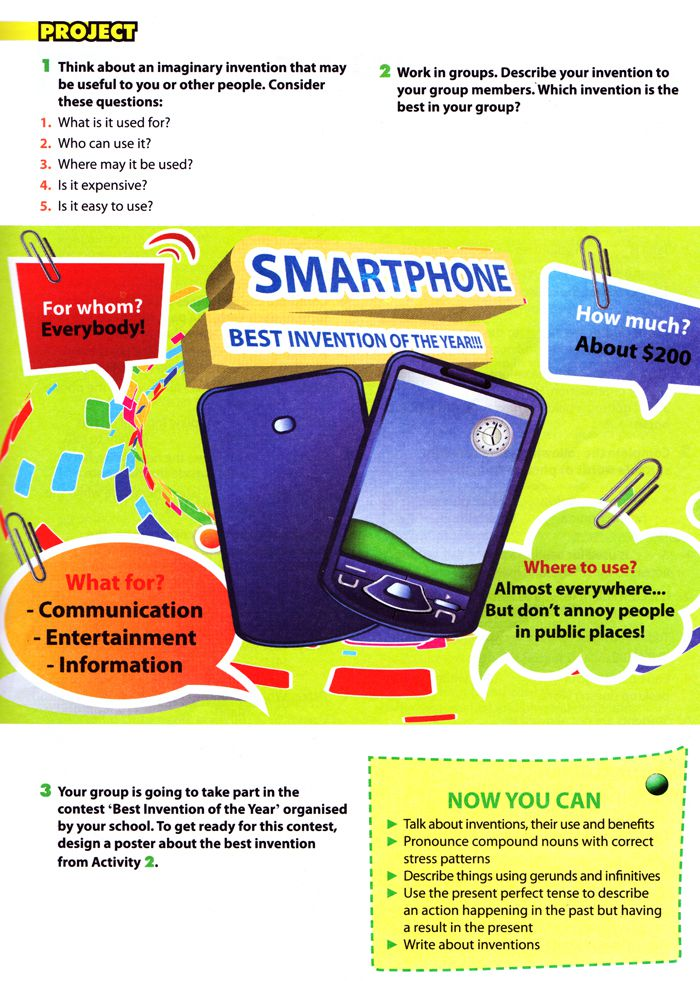 PROJECT
1 Think about an imaginary invention that may
be useful to you or other people. Consider
these questions:
1. What is it used for?
2. Who can use it?
3. Where may it be used?
4. Is it expensive?
5. Is it easy to use?
2 Work in groups. Describe your invention to
your group members. Which invention is the
best in your group?
SMARTPHONE
BEST INVENTION OF THE YEAR!!!
For whom?
Everybody!
How much?
About $200
What for?
- Communication
- Entertainment
- Information
Where to use?
Almost everywhere...
But don't annoy people
in public places!
3 Your group is going to take part in the
contest ‘Best Invention of the Year’ organised
by your school. To get ready for this contest,
design a poster about the best invention
from Activity 2.
NOW YOU CAN
► Talk about inventions, their use and benefits
► Pronounce compound nouns with correct
stress patterns
► Describe things using gerunds and infinitives
► Use the present perfect tense to describe
an action happening in the past but having
a result in the present
► Write about inventions